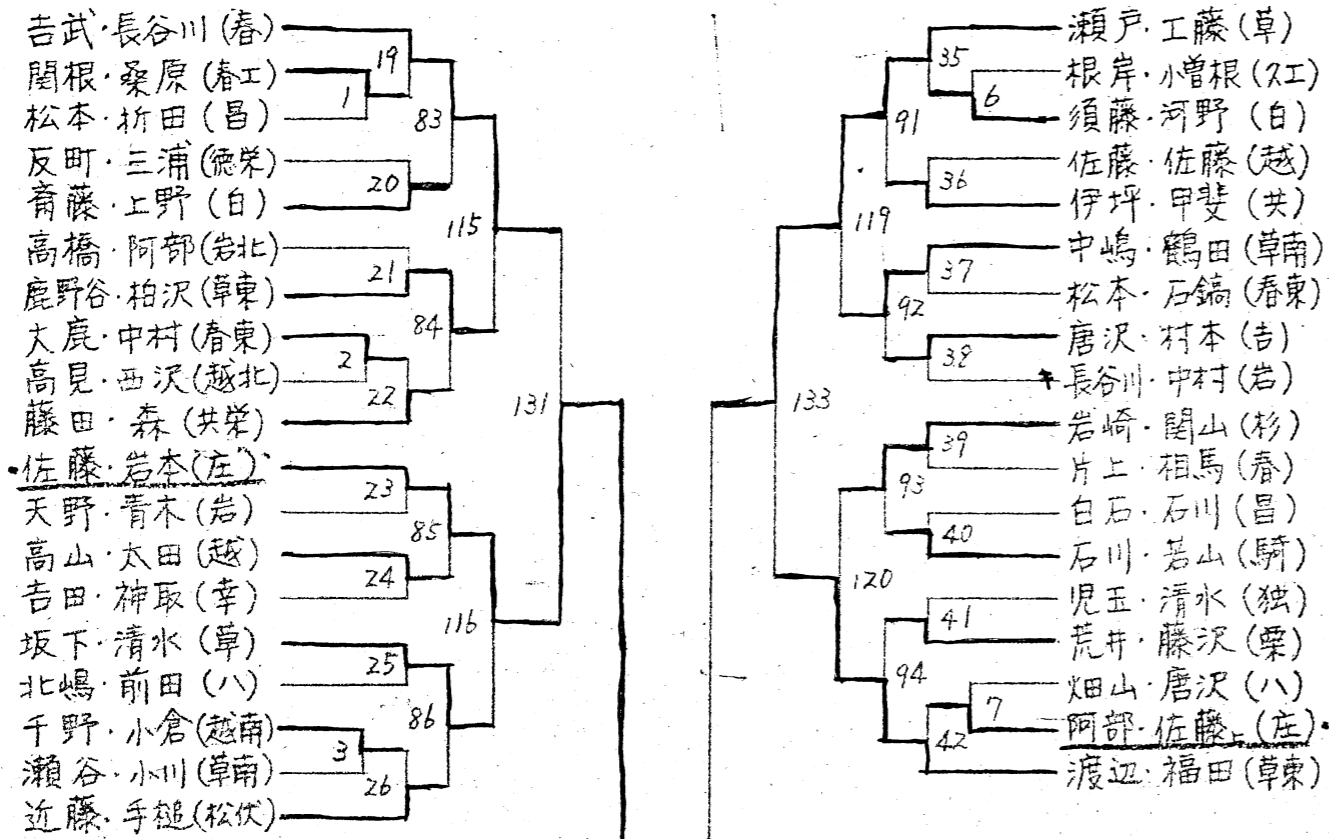 吉武・長谷川(春)
関根・桑原(春工)
松本・折田(昌)
反町・三浦(徳栄)
斎藤・上野(白)
高橋・阿部(岩北)
鹿野谷・柏沢(草東)
大鹿・中村(春東)
高見・西沢(越北)
藤田・森(共栄)
佐藤・岩本(庄)
天野・青木(岩)
高山・太田(越)
吉田・神取(幸)
坂下・清水(草)
北嶋・前田(八)
千野・小倉(越南)
瀬谷・小川(草南)
近藤・手槌(松伏)
19
1
83
20
115
21
84
2
22
131
23
85
24
116
25
86
3
26
35
6
91
36
119
37
92
38
133
39
93
40
120
41
94
7
42
瀬戸・工藤(草)
根岸・小曽根(久工)
須藤・河野(白)
佐藤・佐藤(越)
伊坪・甲斐(共)
中嶋・鶴田(草南)
松本・石鍋(春東)
唐沢・村本(吉)
長谷川・中村(岩)
岩崎・関山(杉)
片上・相馬(春)
白石・石川(昌)
石川・若山(騎)
児玉・清水(独)
荒井・藤沢(栗)
畑山・唐沢(八)
阿部・佐藤上(庄)
渡辺・福田(草東)